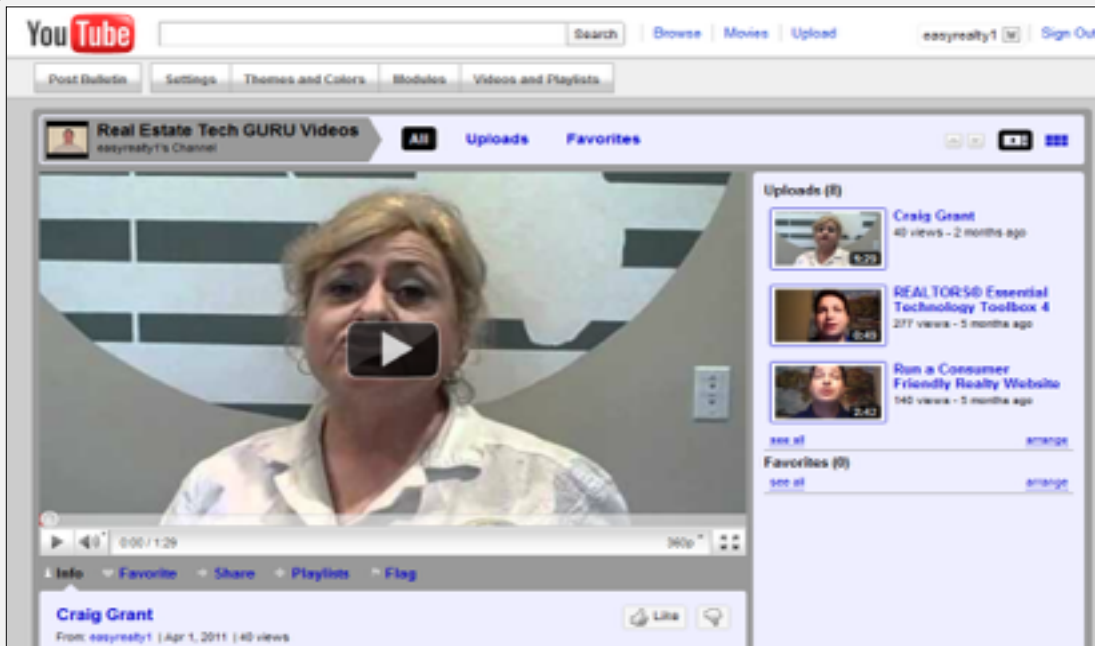 YouTube
Search
Browse
Movies
Upload
easyrealty1
Sign Out
Post Bulletin
Settings
Themes and Colors
Modules
Videos and Playlists
Real Estate Tech GURU Videos
easyrealty1's Channel
All
Uploads
Favorites
Uploads (8)
Craig Grant
40 views - 2 months ago
REALTORS® Essential
Technology Toolbox 4
277 views - 5 months ago
0:49
Run a Consumer
Friendly Realty Website
140 views - 5 months ago
2:42
see all
arrange
Favorites (0)
see all
arrange
0:00 / 1:29
360p
Info
Favorite
Share
Playlists
Flag
Craig Grant
Like
From: easyrealty1 | Apr 1, 2011 | 40 views